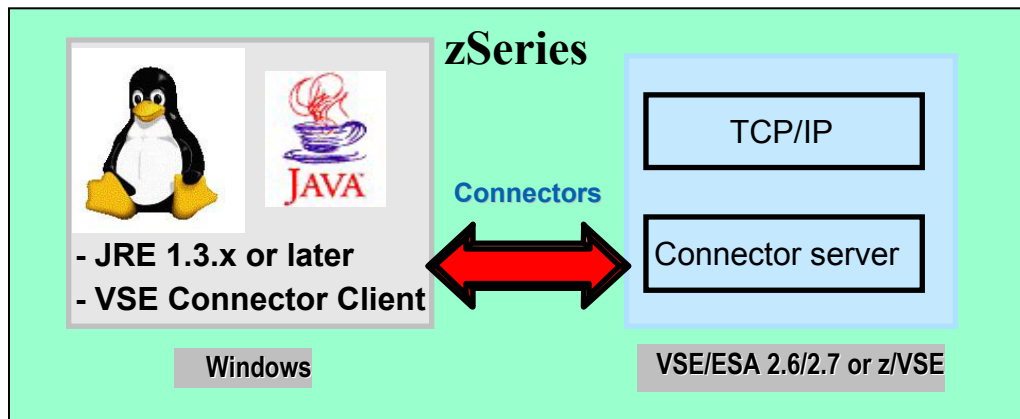 zSeries
JAVA™
- JRE 1.3.x or later
- VSE Connector Client
Windows
Connectors
TCP/IP
Connector server
VSE/ESA 2.6/2.7 or z/VSE